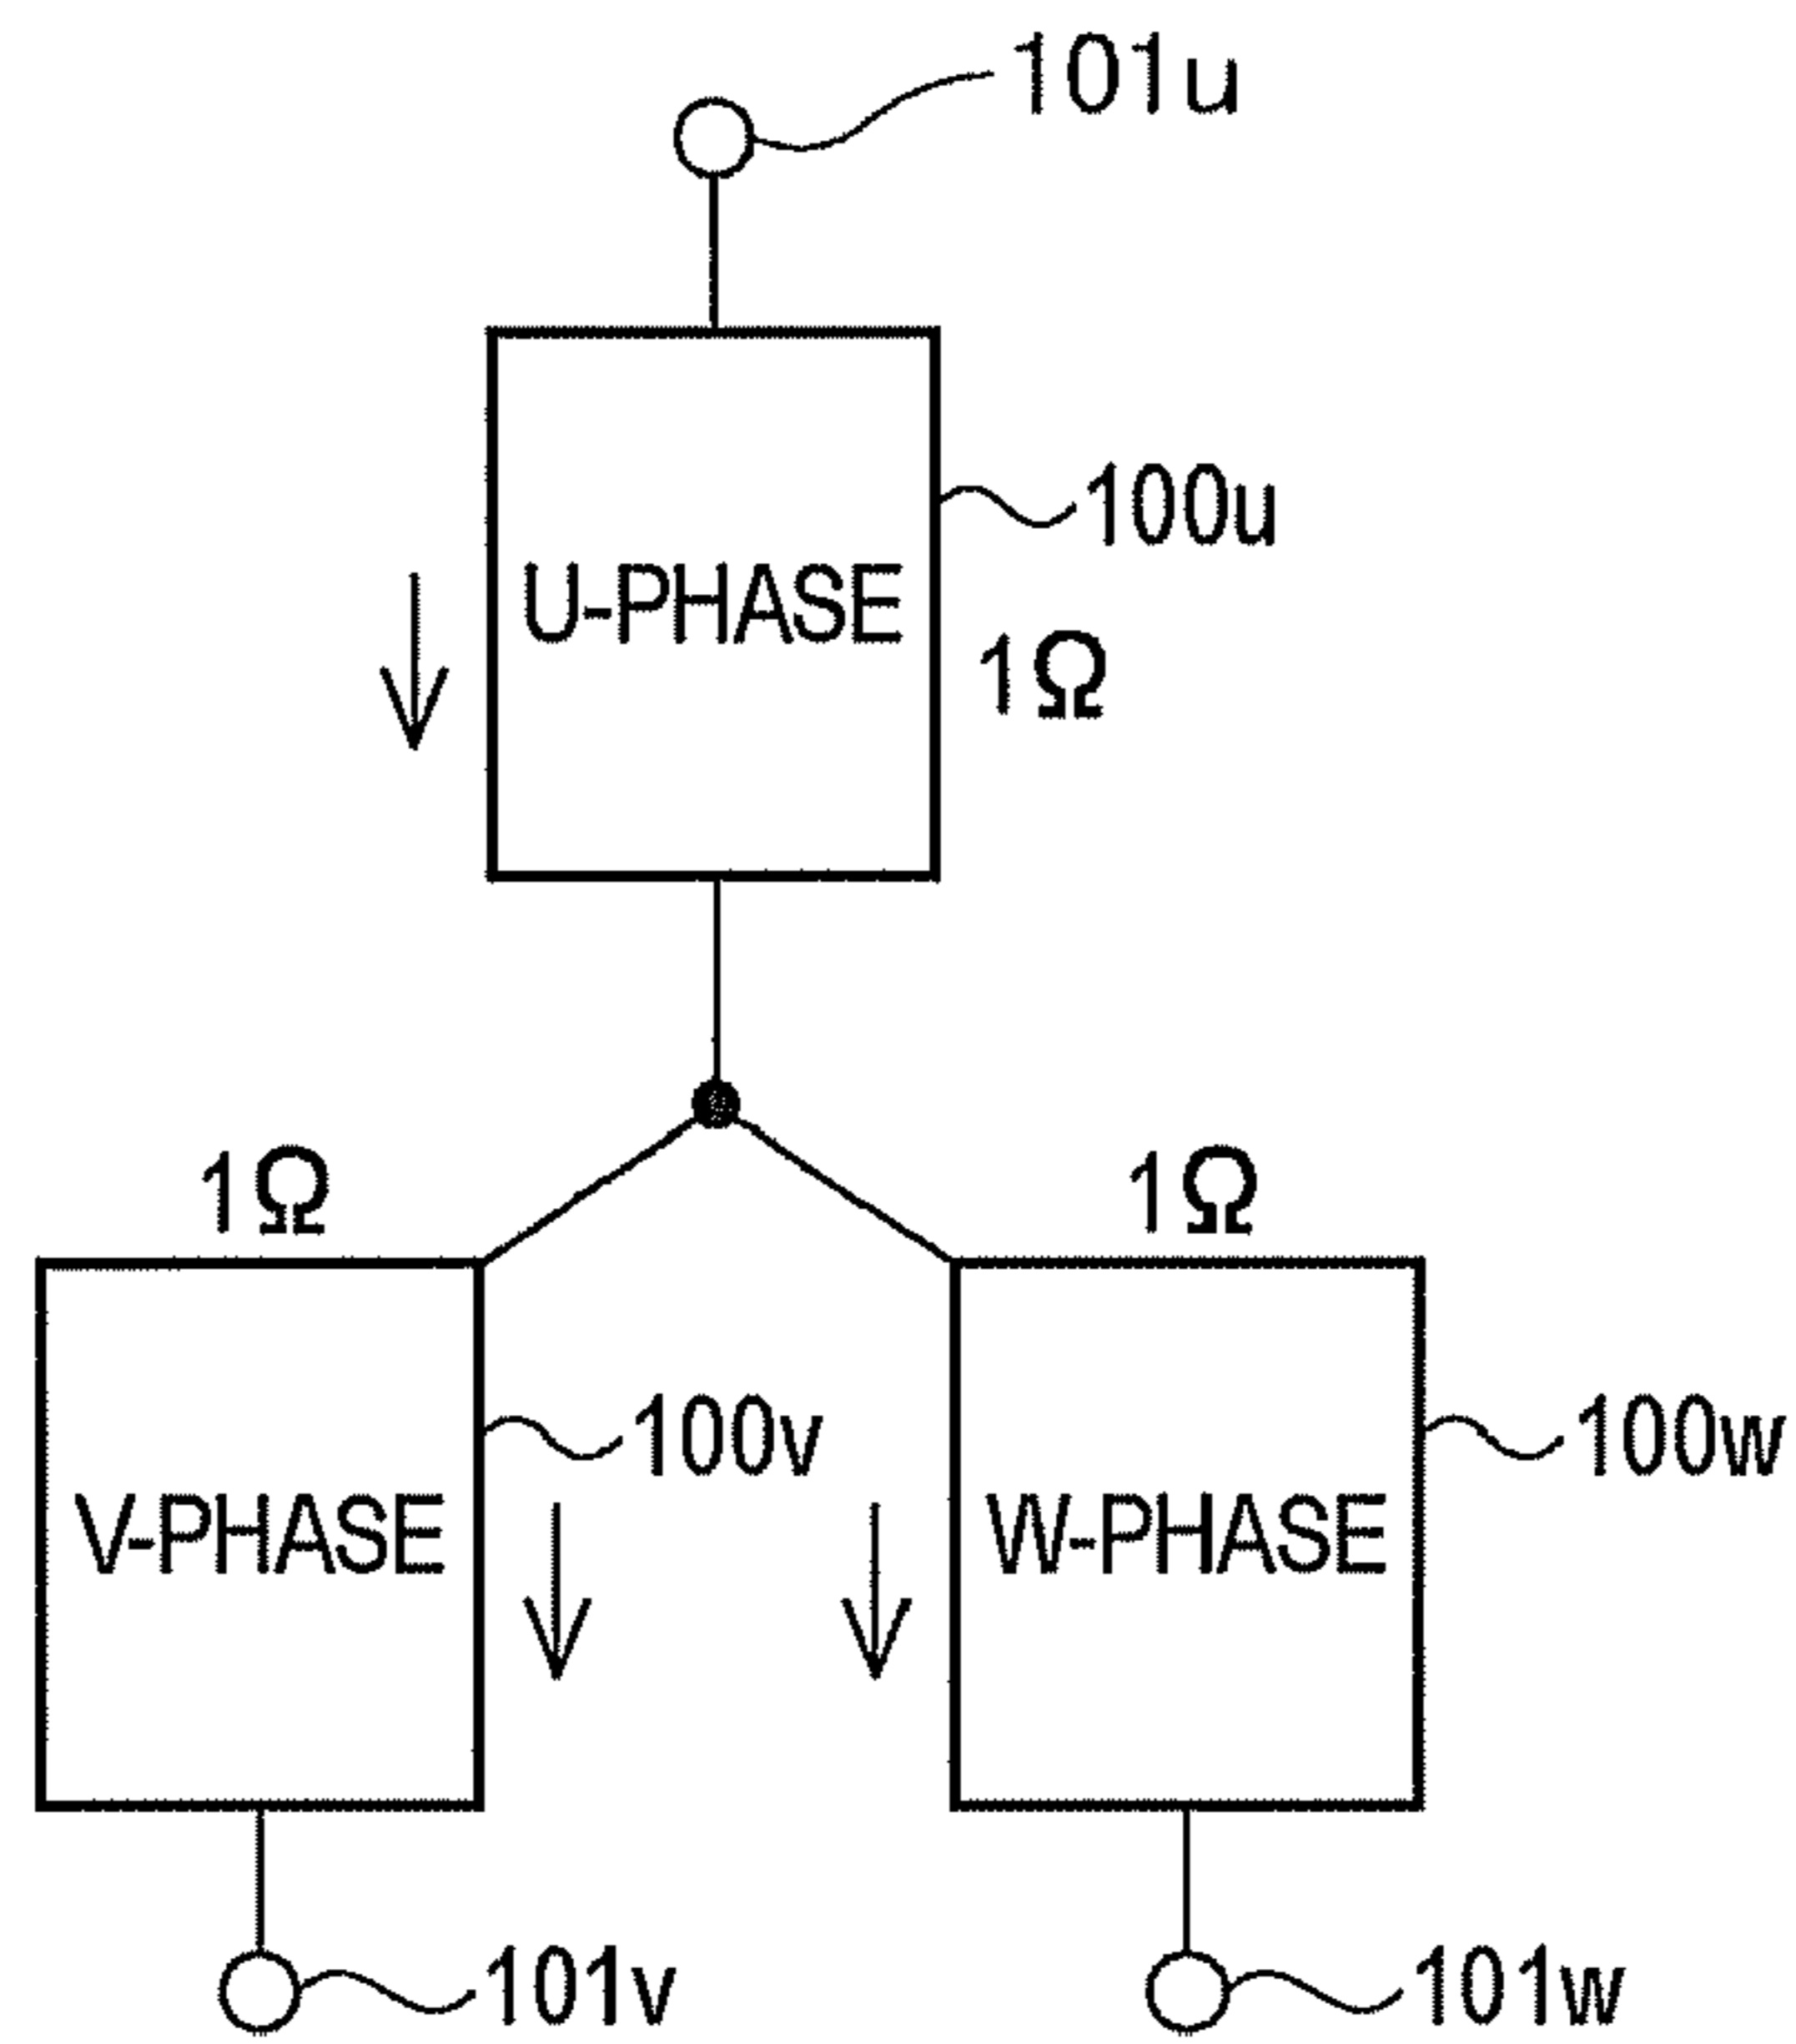 101u
100u
U-PHASE
1Ω
1Ω
1Ω
100v
100w
V-PHASE
W-PHASE
101v
101w